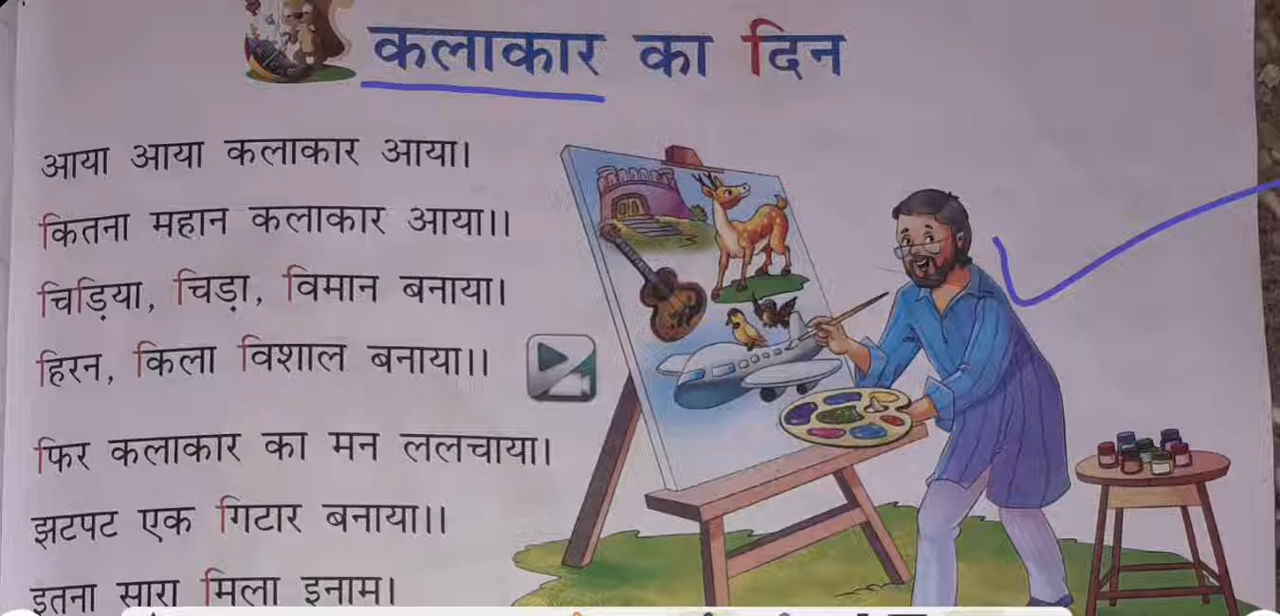 कलाकार का दिन
आया आया कलाकार आया।
कितना महान कलाकार आया।।
चिड़िया, चिड़ा, विमान बनाया।
हिरन, किला विशाल बनाया।।
फिर कलाकार का मन ललचाया।
झटपट एक गिटार बनाया।।
इतना सारा मिला इनाम।